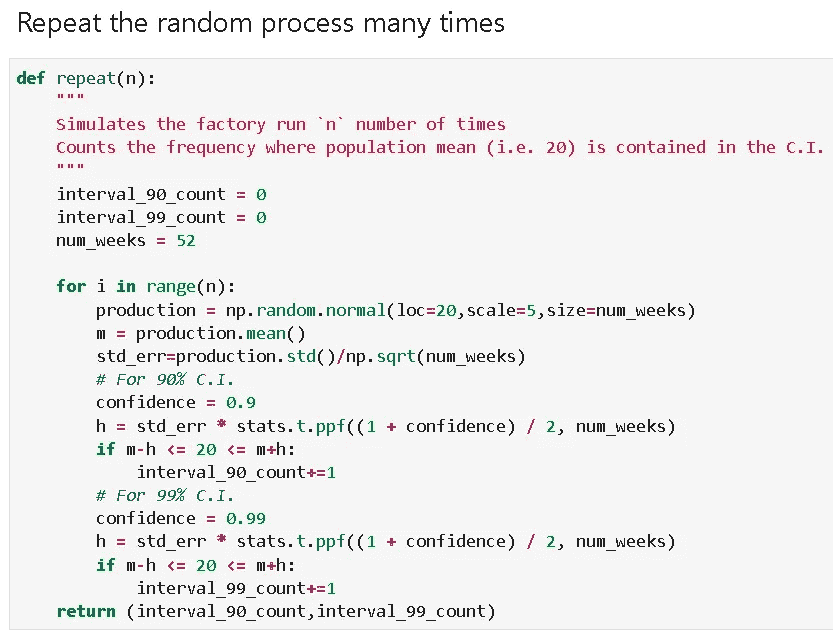 Repeat the random process many times
def repeat(n):
    """
    Simulates the factory run `n` number of times
    Counts the frequency where population mean (i.e. 20) is contained in the C.I.
    """
    interval_90_count = 0
    interval_99_count = 0
    num_weeks = 52
    for i in range(n):
        production = np.random.normal(loc=20,scale=5,size=num_weeks)
        m = production.mean()
        std_err=production.std()/np.sqrt(num_weeks)
        # For 90% C.I.
        confidence = 0.9
        h = std_err * stats.t.ppf((1 + confidence) / 2, num_weeks)
        if m-h <= 20 <= m+h:
            interval_90_count+=1
        # For 99% C.I.
        confidence = 0.99
        h = std_err * stats.t.ppf((1 + confidence) / 2, num_weeks)
        if m-h <= 20 <= m+h:
            interval_99_count+=1
    return (interval_90_count,interval_99_count)